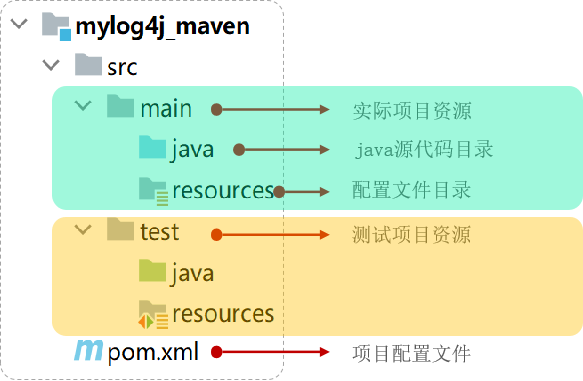 mylog4j_maven
src
main 实际项目资源
java java源代码目录
resources 配置文件目录
test 测试项目资源
java
resources
pom.xml 项目配置文件